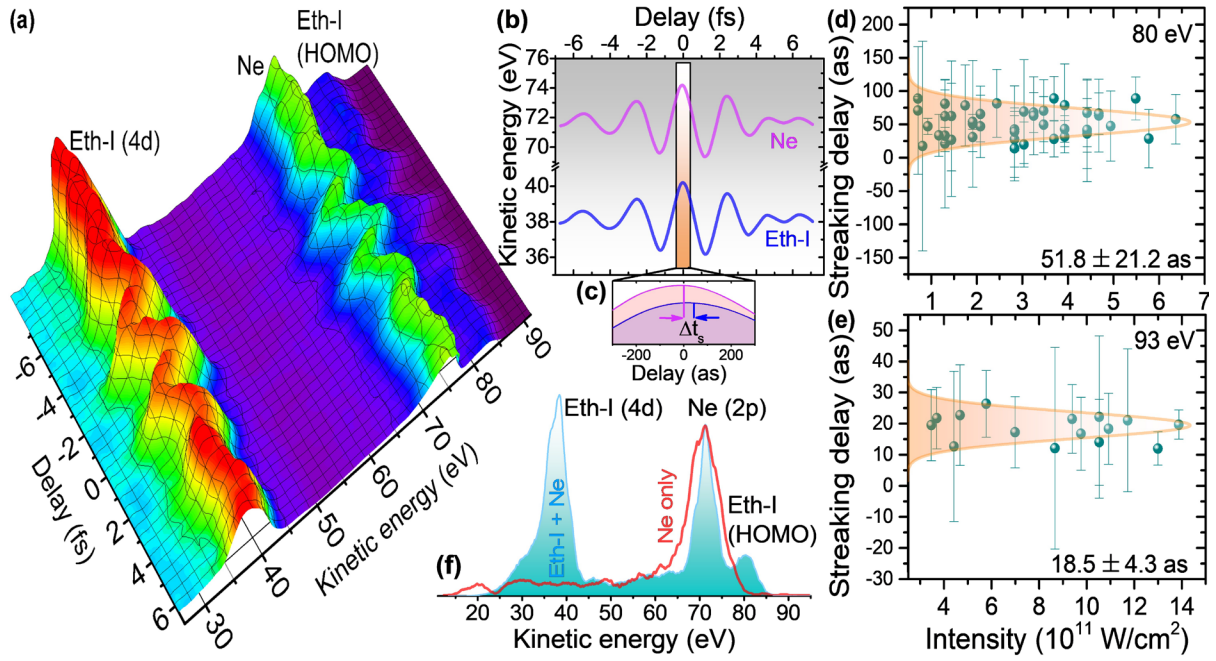 (a)
Eth-I
(HOMO)
Ne
Eth-I (4d)
-6
-4
-2
0
2
4
6
Delay (fs)
30
40
50
60
70
80
90
Kinetic energy (eV)
(b)
Delay (fs)
-6 -4 -2 0 2 4 6
76
74
72
70
40
38
36
Kinetic energy (eV)
Ne
Eth-I
(c)
Δtₛ
-200 0 200
Delay (as)
Eth-I (4d)
Ne (2p)
Eth-I + Ne
Ne only
Eth-I
(HOMO)
(f)
20 30 40 50 60 70 80 90
Kinetic energy (eV)
(d)
80 eV
200
150
100
50
0
-50
-100
-150
Streaking delay (as)
51.8 ± 21.2 as
1 2 3 4 5 6 7
(e)
93 eV
50
40
30
20
10
0
-10
-20
-30
Streaking delay (as)
18.5 ± 4.3 as
4 6 8 10 12 14
Intensity (10¹¹ W/cm²)